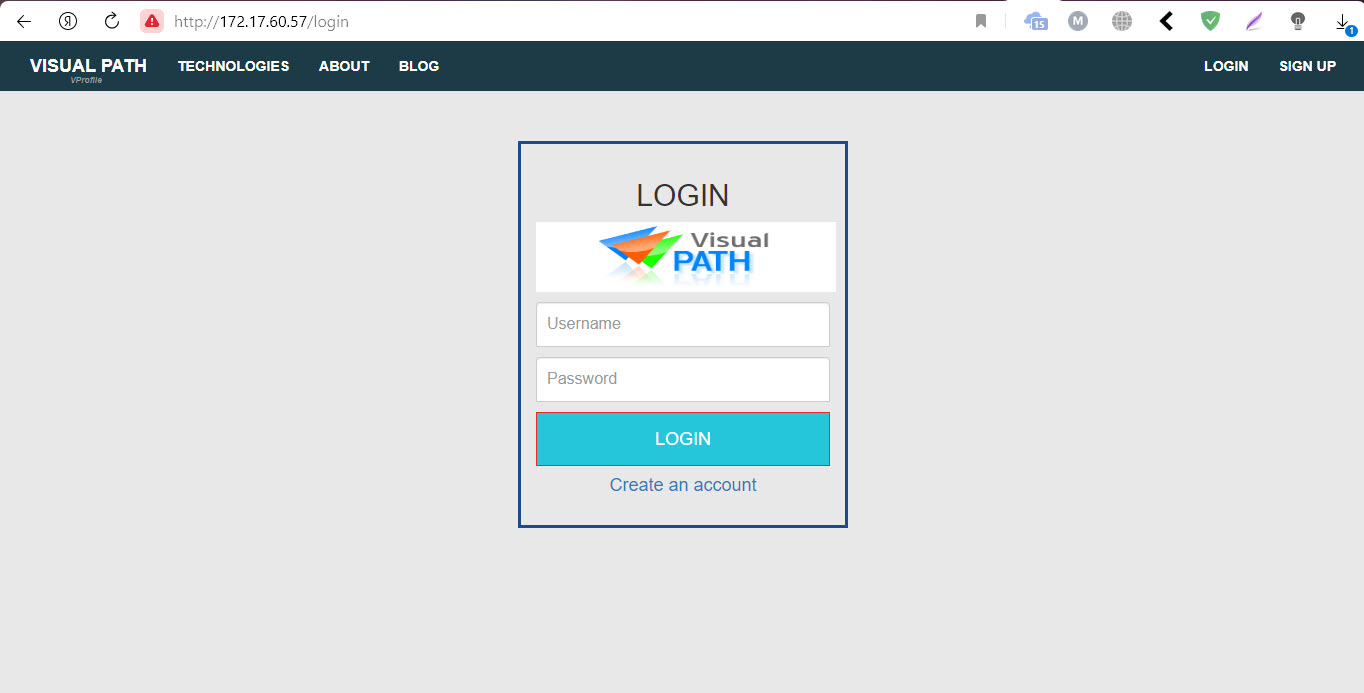 Я http://172.17.60.57/login 15 M 1
VISUAL PATH TECHNOLOGIES ABOUT BLOG LOGIN SIGN UP
VProfile
LOGIN
Visual
PATH
Username
Password
LOGIN
Create an account